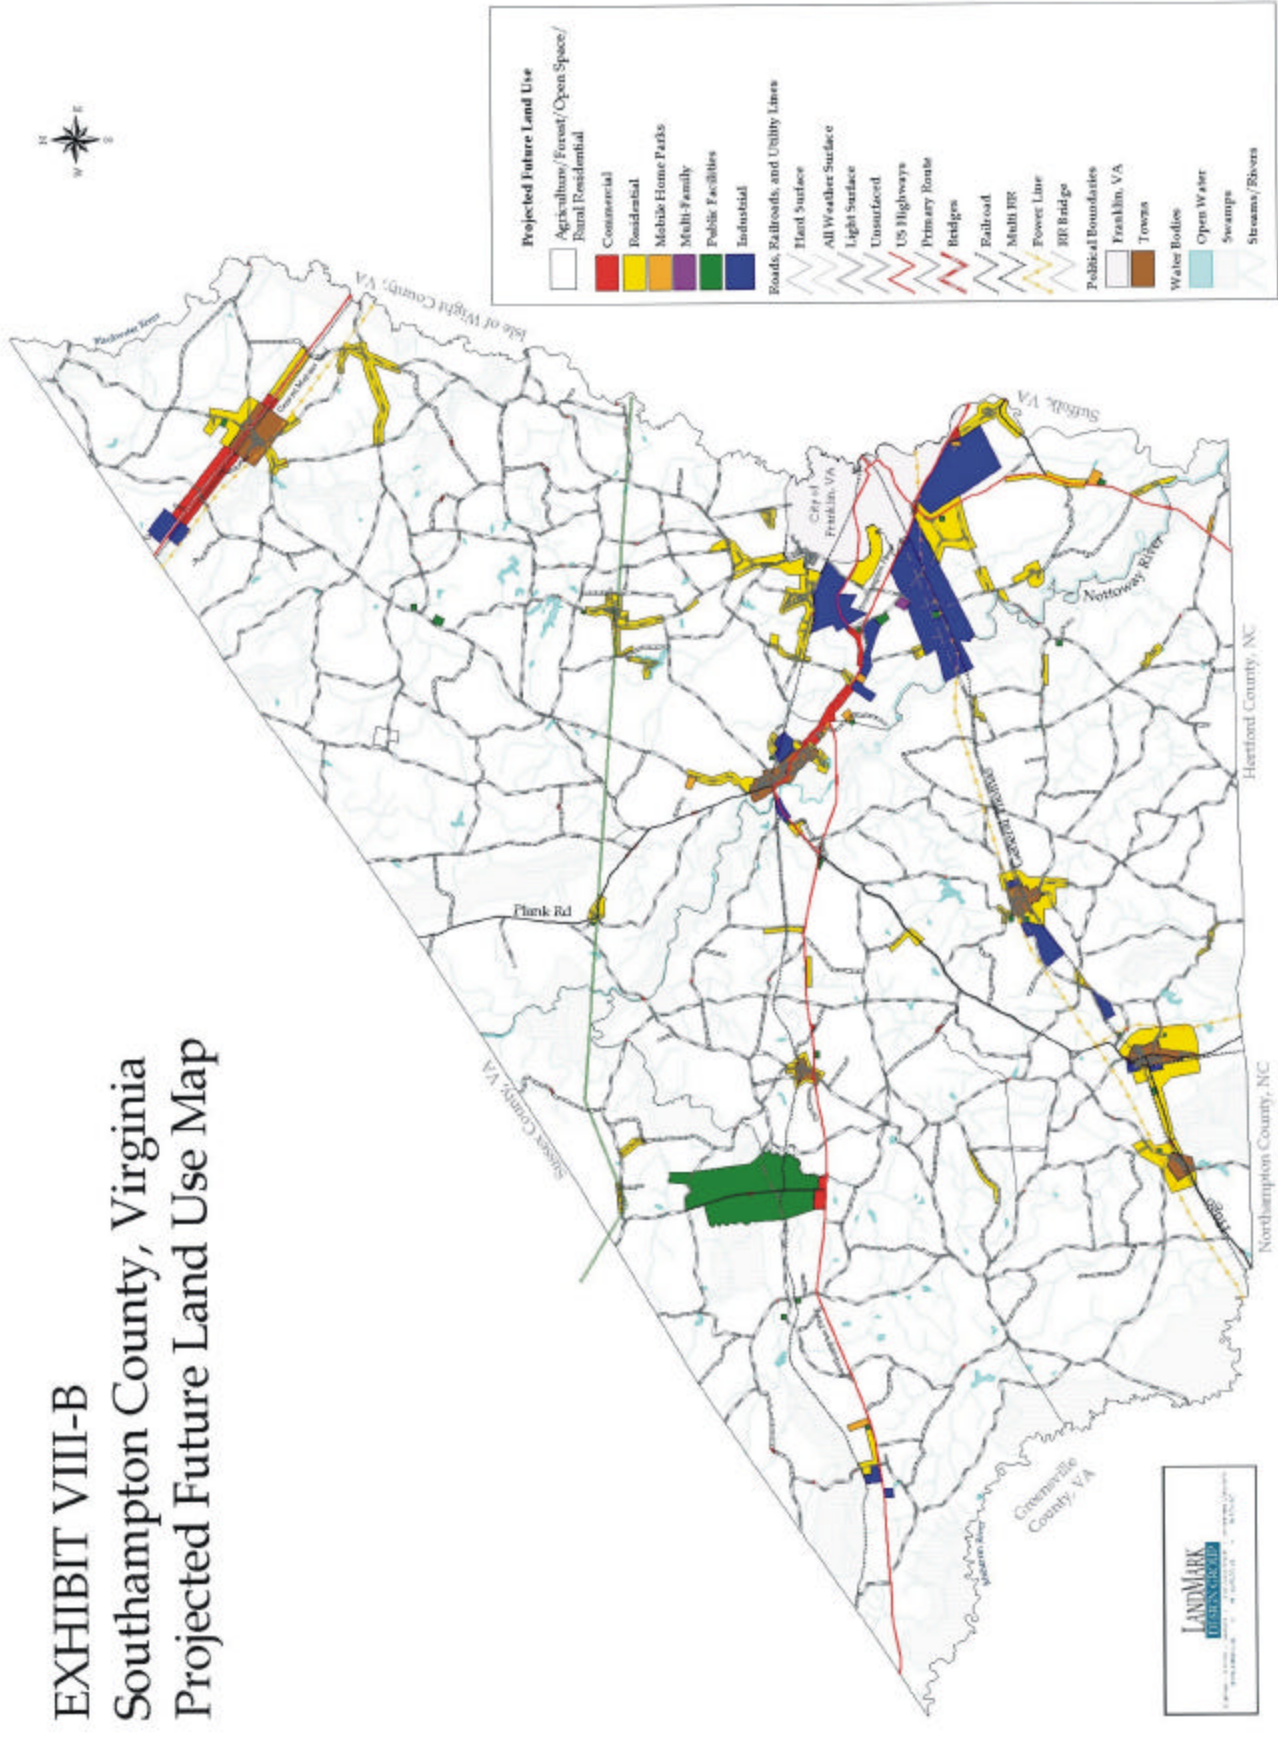 EXHIBIT VIII-B
Southampton County, Virginia
Projected Future Land Use Map
N
W
E
S
Projected Future Land Use
Agriculture/Forest/Open Space/
Rural Residential
Commercial
Residential
Mobile Home Parks
Multi-Family
Public Facilities
Industrial
Roads, Railroads, and Utility Lines
Hard Surface
All Weather Surface
Light Surface
Unsurfaced
US Highways
Primary Route
Bridges
Railroad
Multi RR
Power Line
RR Bridge
Political Boundaries
Franklin, VA
Towns
Water Bodies
Open Water
Swamps
Streams/Rivers
Blackwater River
Isle of Wight County, VA
Suffolk, VA
City of
Franklin, VA
Nottoway River
Hertford County, NC
Plank Rd
Sussex County, VA
Northampton County, NC
Greensville
County, VA
LANDMARK
DESIGN GROUP